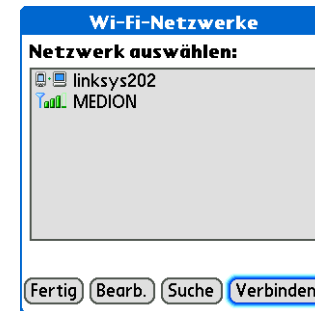 Wi-Fi-Netzwerke
Netzwerk auswählen:
linksys202
MEDION
Fertig Bearb. Suche Verbinden